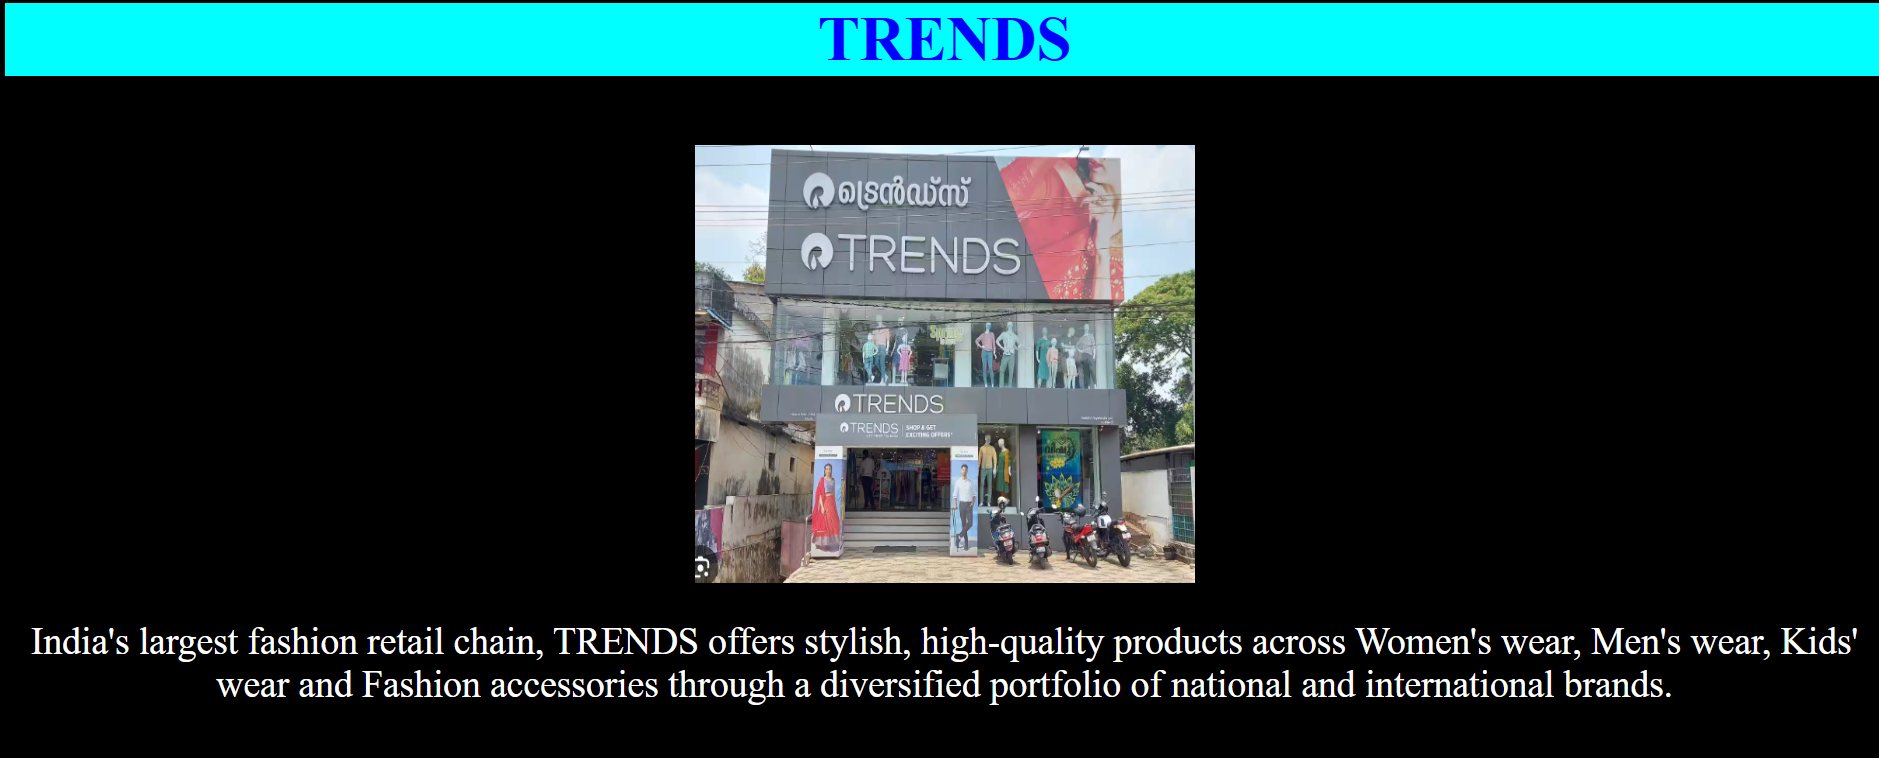 TRENDS
ട്രെൻഡ്സ്
TRENDS
TRENDS
TRENDS
SHOP & GET
EXCITING OFFERS*
വിഷു
India's largest fashion retail chain, TRENDS offers stylish, high-quality products across Women's wear, Men's wear, Kids'
wear and Fashion accessories through a diversified portfolio of national and international brands.